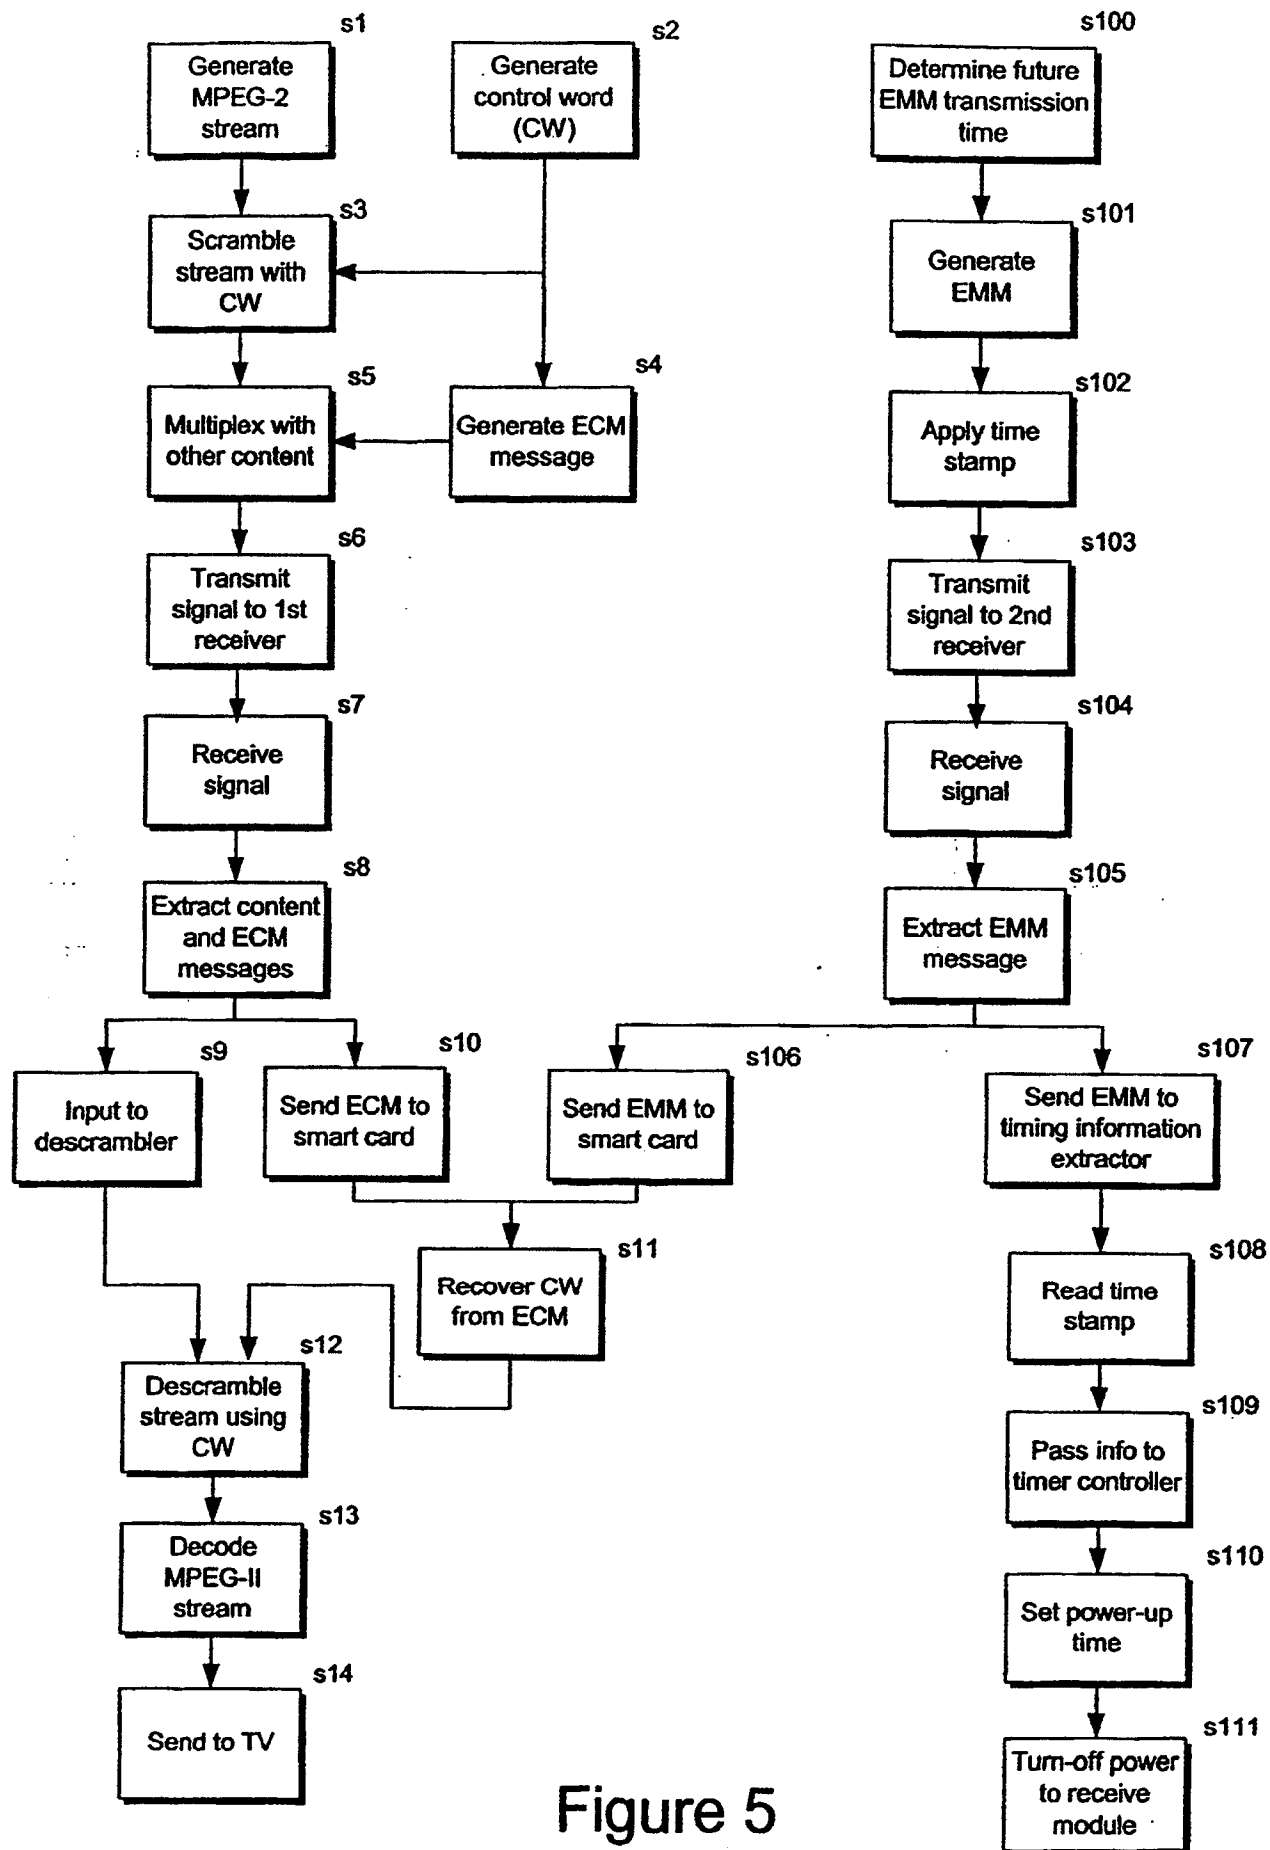 s1
Generate
MPEG-2
stream
s2
Generate
control word
(CW)
s100
Determine future
EMM transmission
time
s3
Scramble
stream with
CW
s101
Generate
EMM
s5
Multiplex with
other content
s4
Generate ECM
message
s102
Apply time
stamp
s6
Transmit
signal to 1st
receiver
s103
Transmit
signal to 2nd
receiver
s7
Receive
signal
s104
Receive
signal
s8
Extract content
and ECM
messages
s105
Extract EMM
message
s9
Input to
descrambler
s10
Send ECM to
smart card
s106
Send EMM to
smart card
s107
Send EMM to
timing information
extractor
s11
Recover CW
from ECM
s108
Read time
stamp
s12
Descramble
stream using
CW
s109
Pass info to
timer controller
s13
Decode
MPEG-II
stream
s110
Set power-up
time
s14
Send to TV
s111
Turn-off power
to receive
module
Figure 5